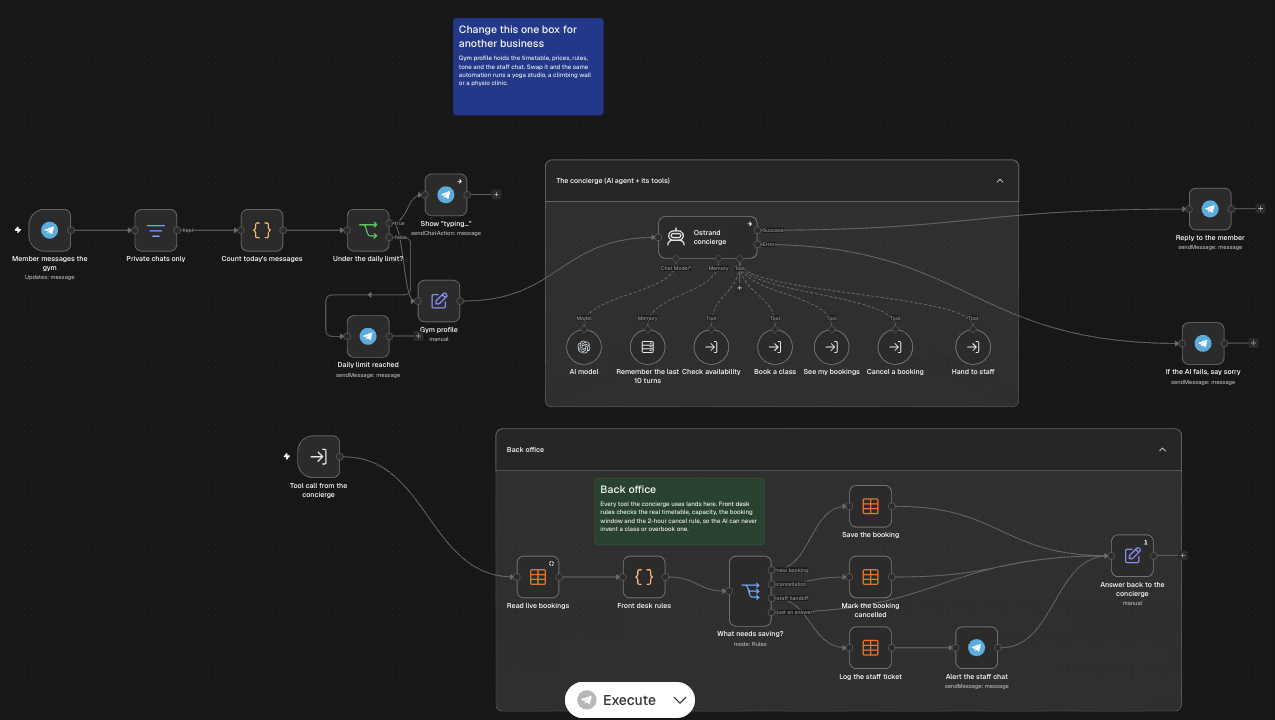 Change this one box for
another business
Gym profile holds the timetable, prices, rules,
tone and the staff chat. Swap it and the same
automation runs a yoga studio, a climbing wall
or a physio clinic.
Member messages the
gym
Updates: message
Private chats only
Kept
Count today's messages
Under the daily limit?
true
false
Show "typing..."
sendChatAction: message
Gym profile
manual
Daily limit reached
sendMessage: message
The concierge (AI agent + its tools)
Ostrand
concierge
Success
Error
Chat Model*
Memory
Tool
Model
Memory
Tool
Tool
Tool
Tool
Tool
AI model
Remember the last
10 turns
Check availability
Book a class
See my bookings
Cancel a booking
Hand to staff
Reply to the member
sendMessage: message
If the AI fails, say sorry
sendMessage: message
Tool call from the
concierge
Back office
Back office
Every tool the concierge uses lands here. Front desk
rules checks the real timetable, capacity, the booking
window and the 2-hour cancel rule, so the AI can never
invent a class or overbook one.
Read live bookings
Front desk rules
What needs saving?
mode: Rules
new booking
cancellation
staff handoff
just an answer
Save the booking
Mark the booking
cancelled
Log the staff ticket
Alert the staff chat
sendMessage: message
1
Answer back to the
concierge
manual
Execute